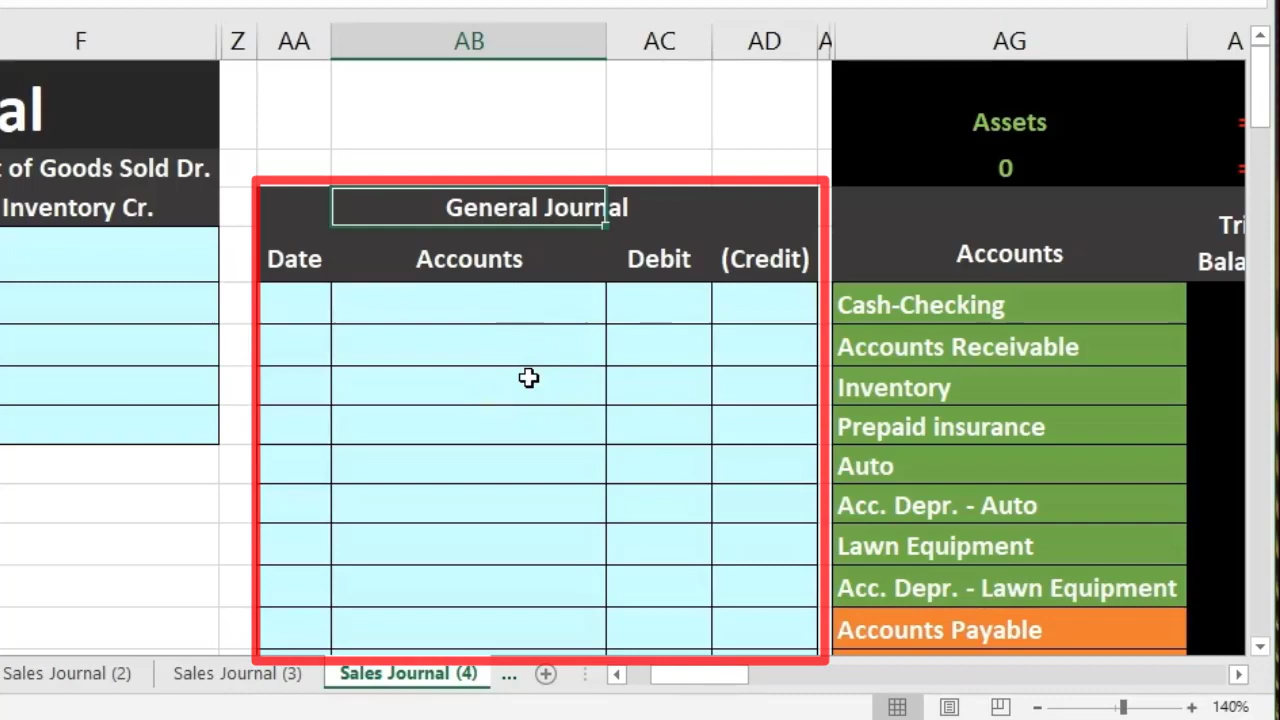 F Z AA AB AC AD A AG A
al
Assets
0
t of Goods Sold Dr.
Inventory Cr.
General Journal
Date Accounts Debit (Credit)
Accounts
Tri
Bala
Cash-Checking
Accounts Receivable
Inventory
Prepaid insurance
Auto
Acc. Depr. - Auto
Lawn Equipment
Acc. Depr. - Lawn Equipment
Accounts Payable
Sales Journal (2) Sales Journal (3) Sales Journal (4) ...
140%